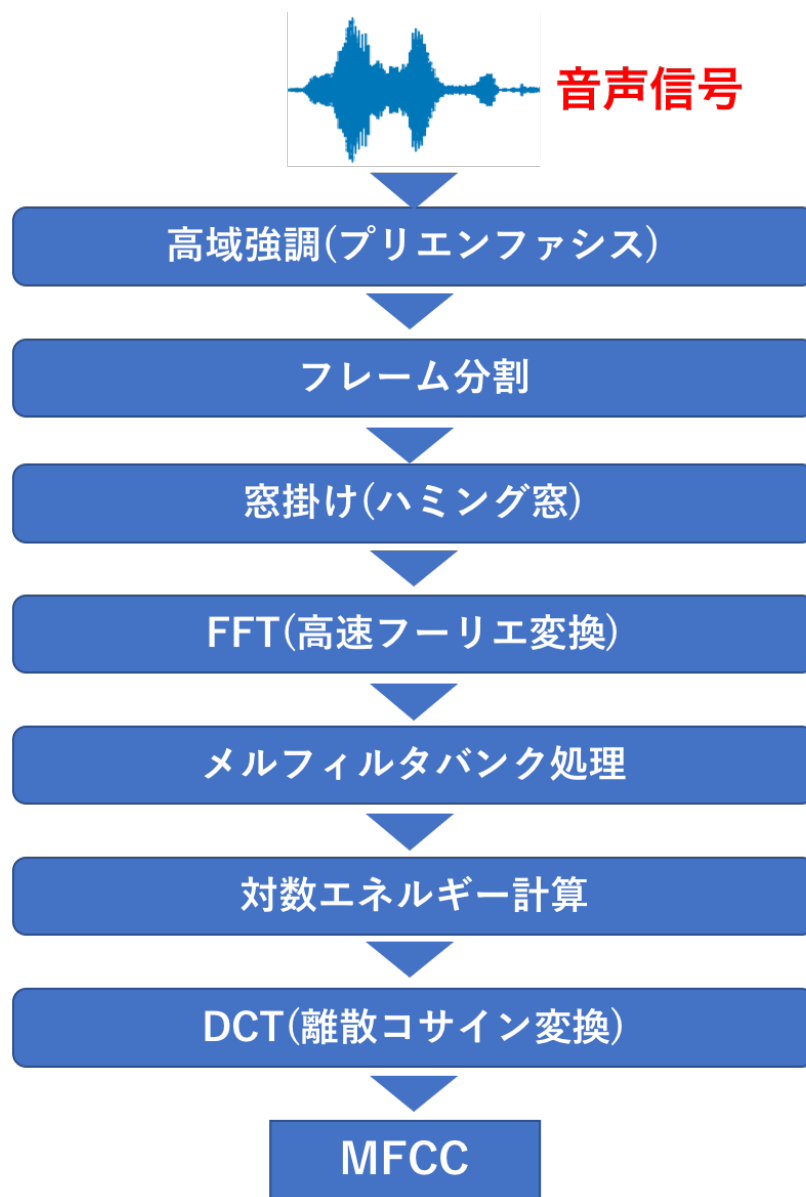 音声信号
高域強調(プリエンファシス)
フレーム分割
窓掛け(ハミング窓)
FFT(高速フーリエ変換)
メルフィルタバンク処理
対数エネルギー計算
DCT(離散コサイン変換)
MFCC